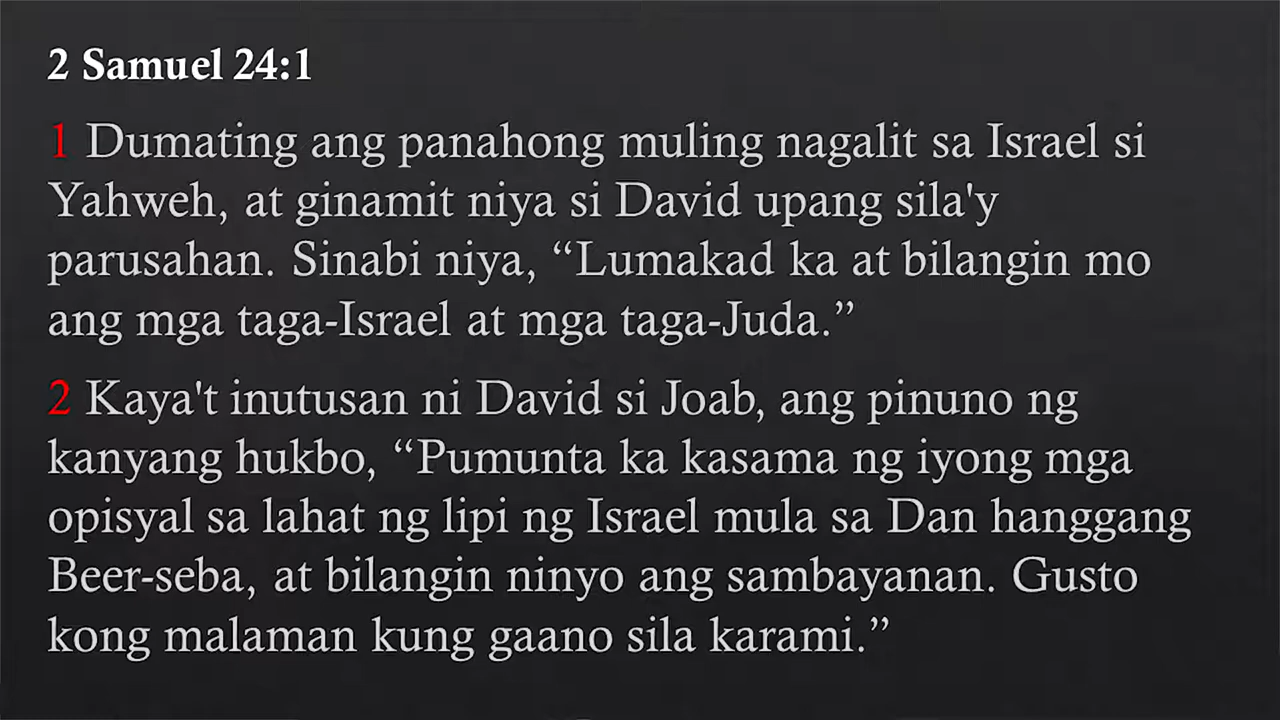 2 Samuel 24:1
1 Dumating ang panahong muling nagalit sa Israel si
Yahweh, at ginamit niya si David upang sila'y
parusahan. Sinabi niya, “Lumakad ka at bilangin mo
ang mga taga-Israel at mga taga-Juda.”
2 Kaya't inutusan ni David si Joab, ang pinuno ng
kanyang hukbo, “Pumunta ka kasama ng iyong mga
opisyal sa lahat ng lipi ng Israel mula sa Dan hanggang
Beer-seba, at bilangin ninyo ang sambayanan. Gusto
kong malaman kung gaano sila karami.”